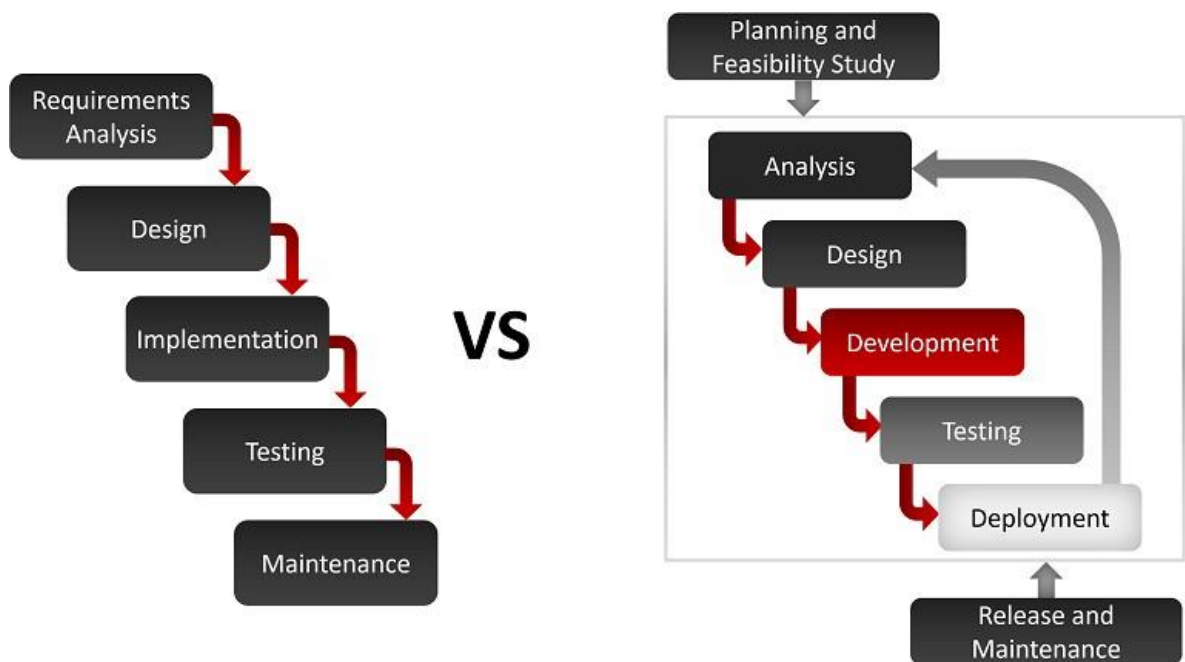 Requirements
Analysis
Design
Implementation
Testing
Maintenance
VS
Planning and
Feasibility Study
Analysis
Design
Development
Testing
Deployment
Release and
Maintenance